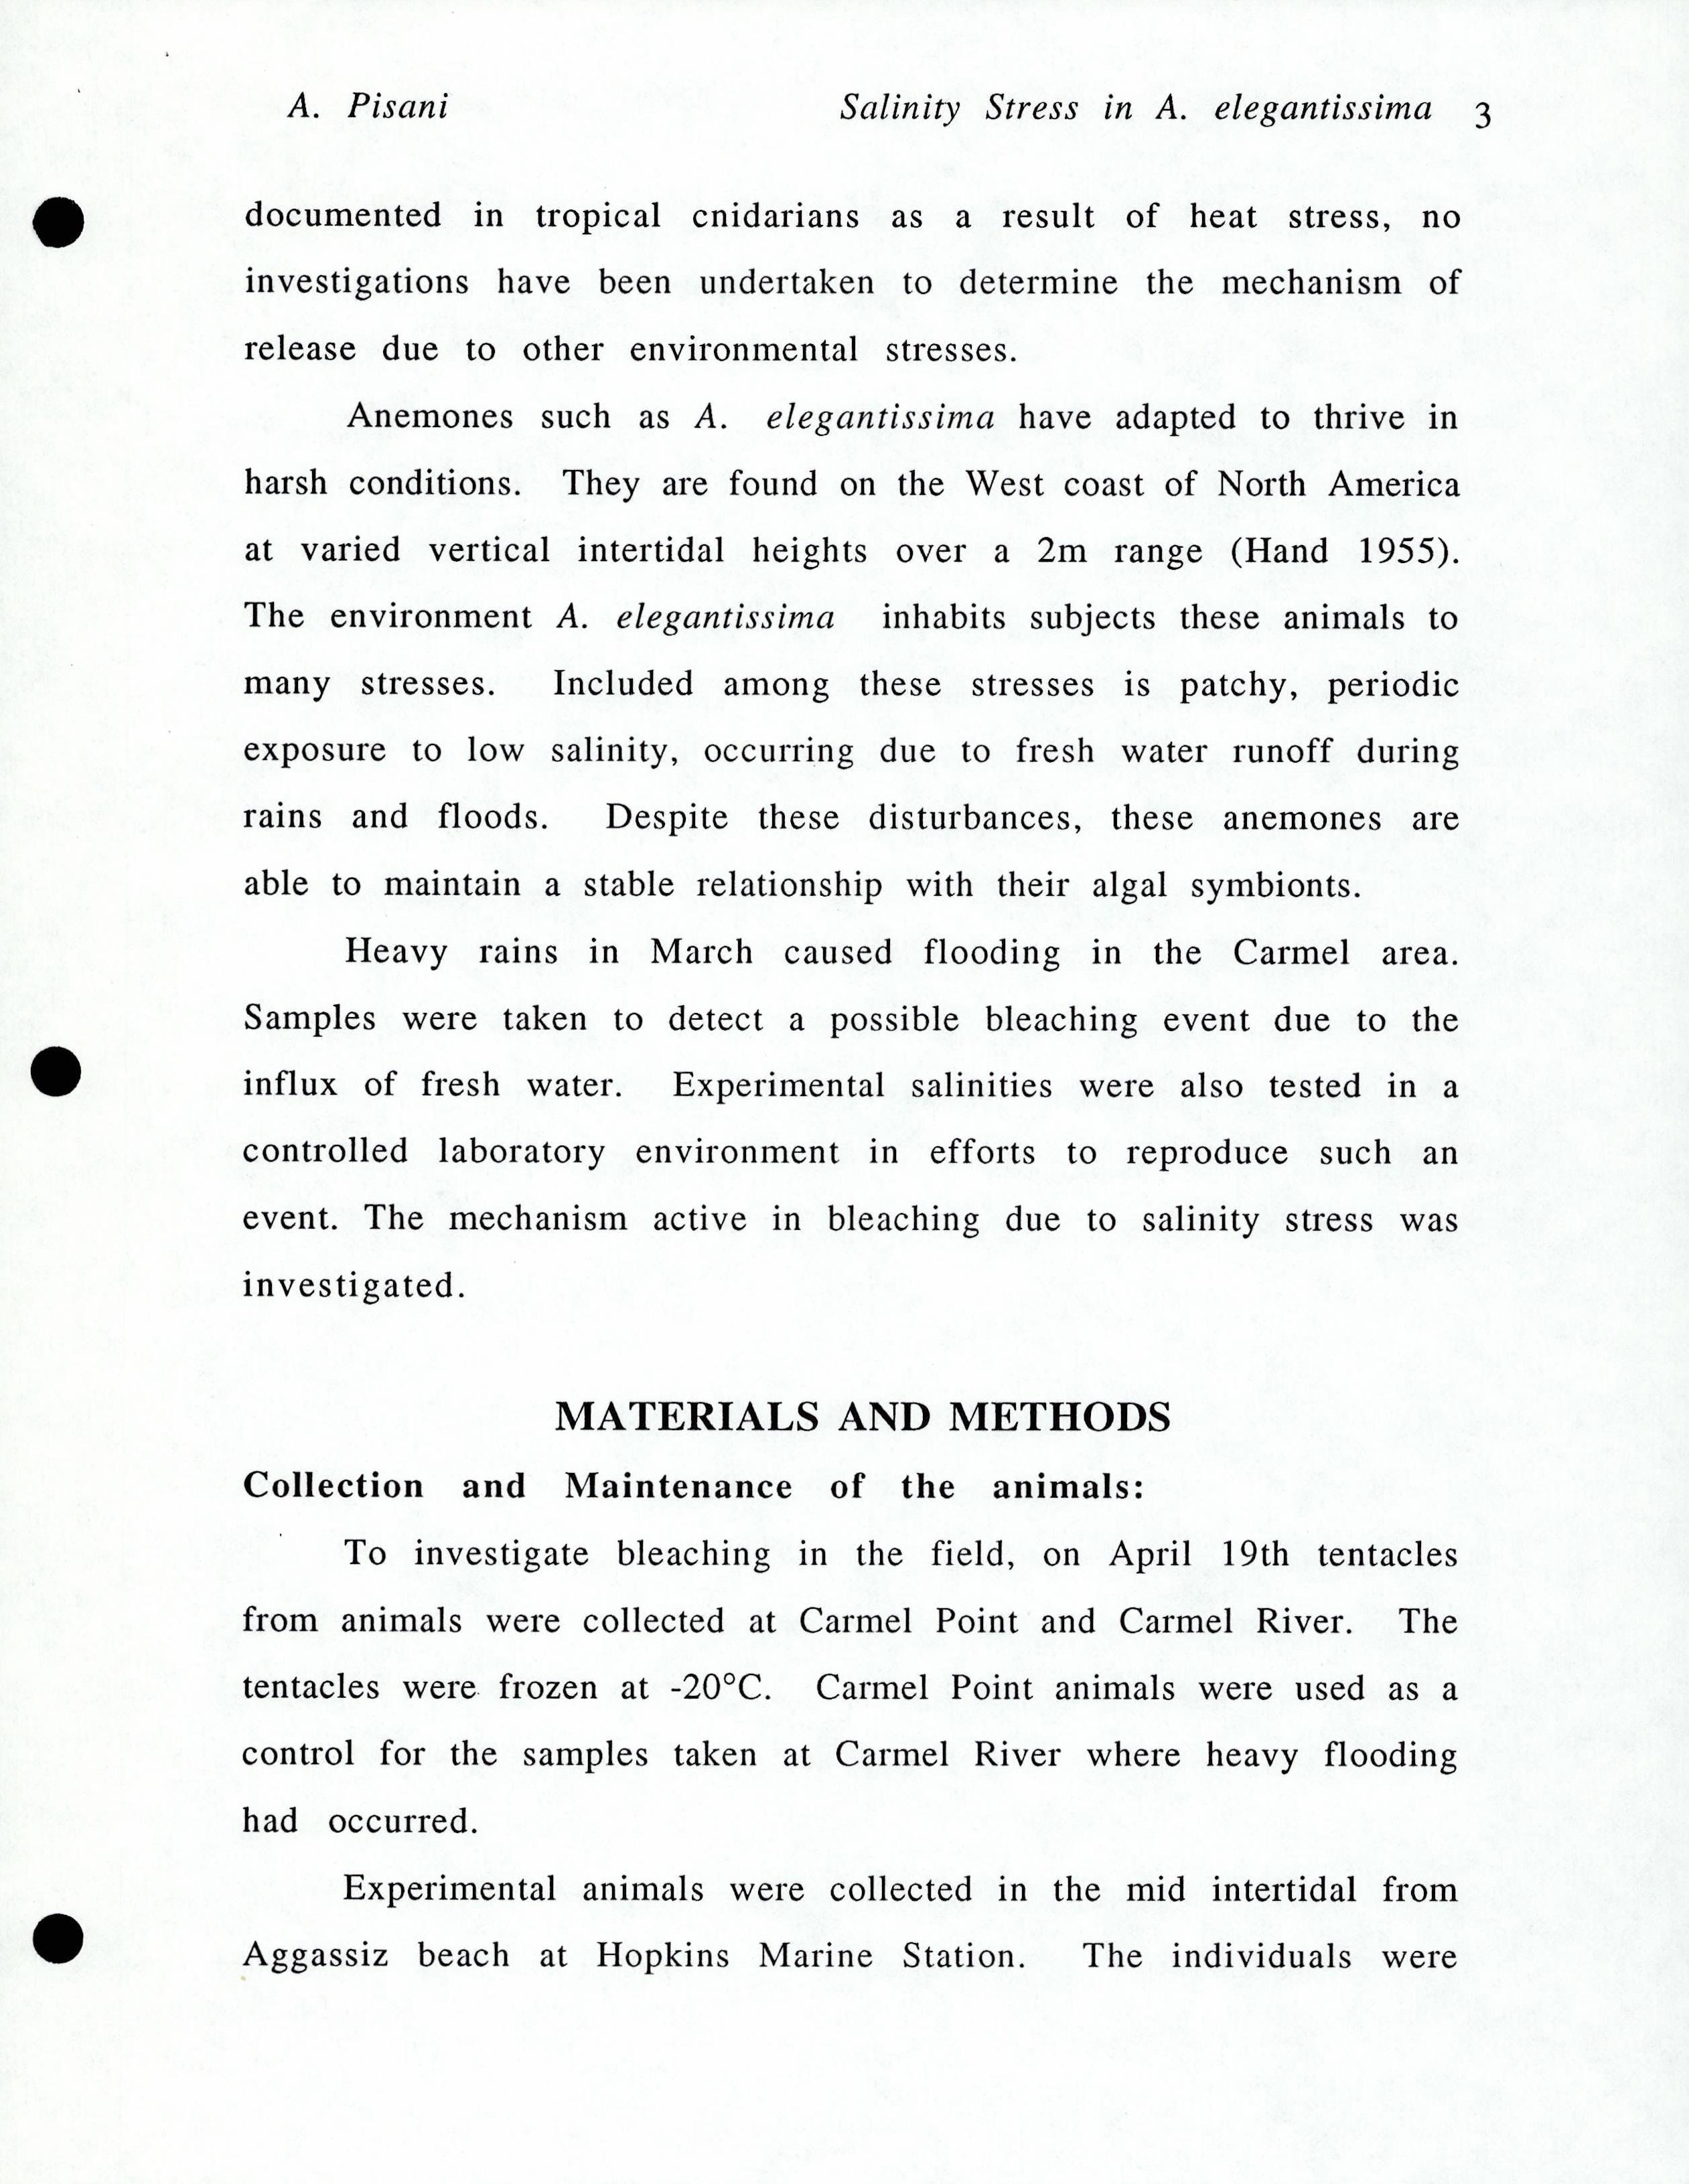 A. Pisani Salinity Stress in A. elegantissima 3
documented in tropical cnidarians as a result of heat stress, no
investigations have been undertaken to determine the mechanism of
release due to other environmental stresses.
Anemones such as A. elegantissima have adapted to thrive in
harsh conditions. They are found on the West coast of North America
at varied vertical intertidal heights over a 2m range (Hand 1955).
The environment A. elegantissima inhabits subjects these animals to
many stresses. Included among these stresses is patchy, periodic
exposure to low salinity, occurring due to fresh water runoff during
rains and floods. Despite these disturbances, these anemones are
able to maintain a stable relationship with their algal symbionts.
Heavy rains in March caused flooding in the Carmel area.
Samples were taken to detect a possible bleaching event due to the
influx of fresh water. Experimental salinities were also tested in a
controlled laboratory environment in efforts to reproduce such an
event. The mechanism active in bleaching due to salinity stress was
investigated.
MATERIALS AND METHODS
Collection and Maintenance of the animals:
To investigate bleaching in the field, on April 19th tentacles
from animals were collected at Carmel Point and Carmel River. The
tentacles were frozen at -20°C. Carmel Point animals were used as a
control for the samples taken at Carmel River where heavy flooding
had occurred.
Experimental animals were collected in the mid intertidal from
Aggassiz beach at Hopkins Marine Station. The individuals were